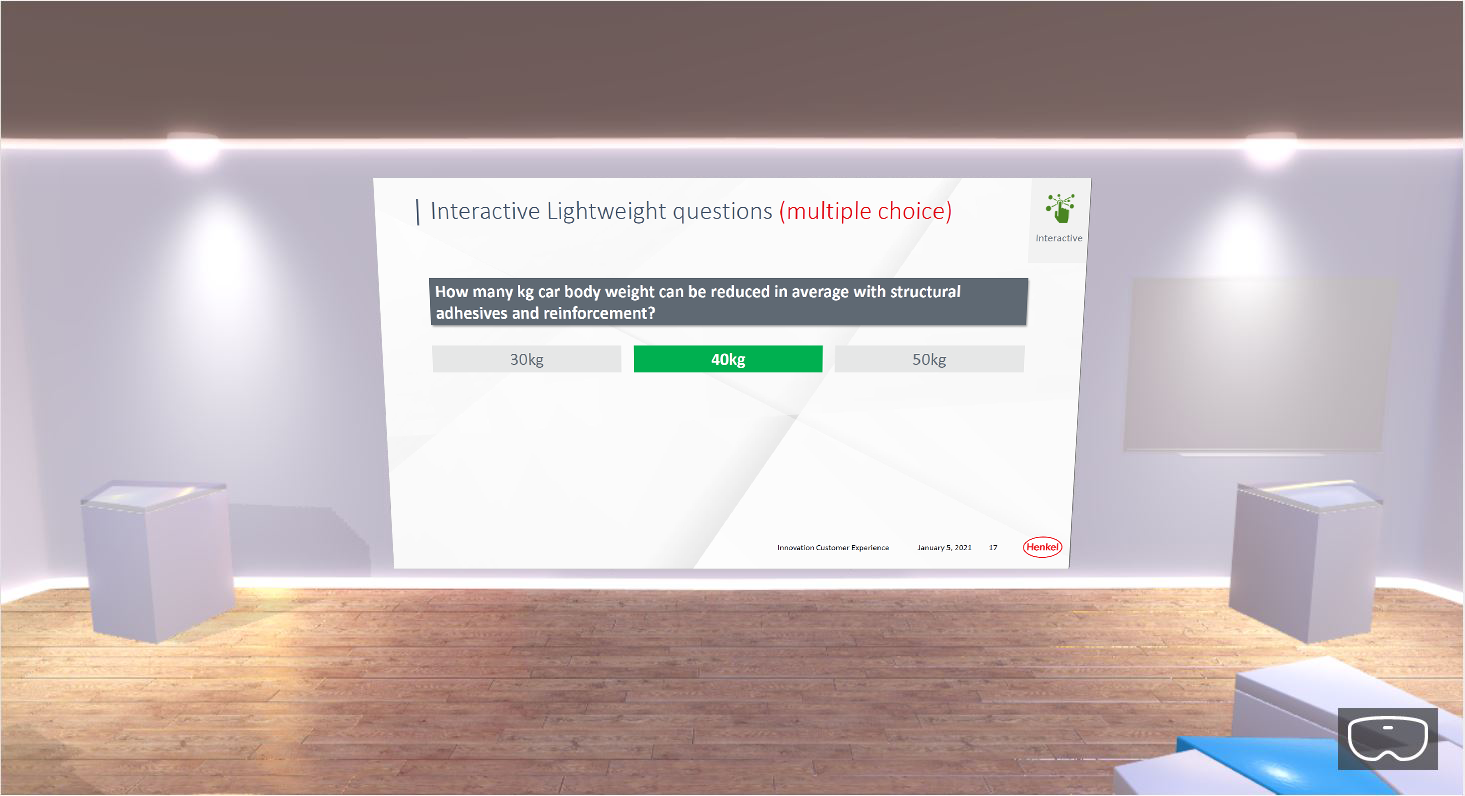 Interactive Lightweight questions (multiple choice)
Interactive
How many kg car body weight can be reduced in average with structural
adhesives and reinforcement?
30kg 40kg 50kg
Innovation Customer Experience January 5, 2021 17 Henkel